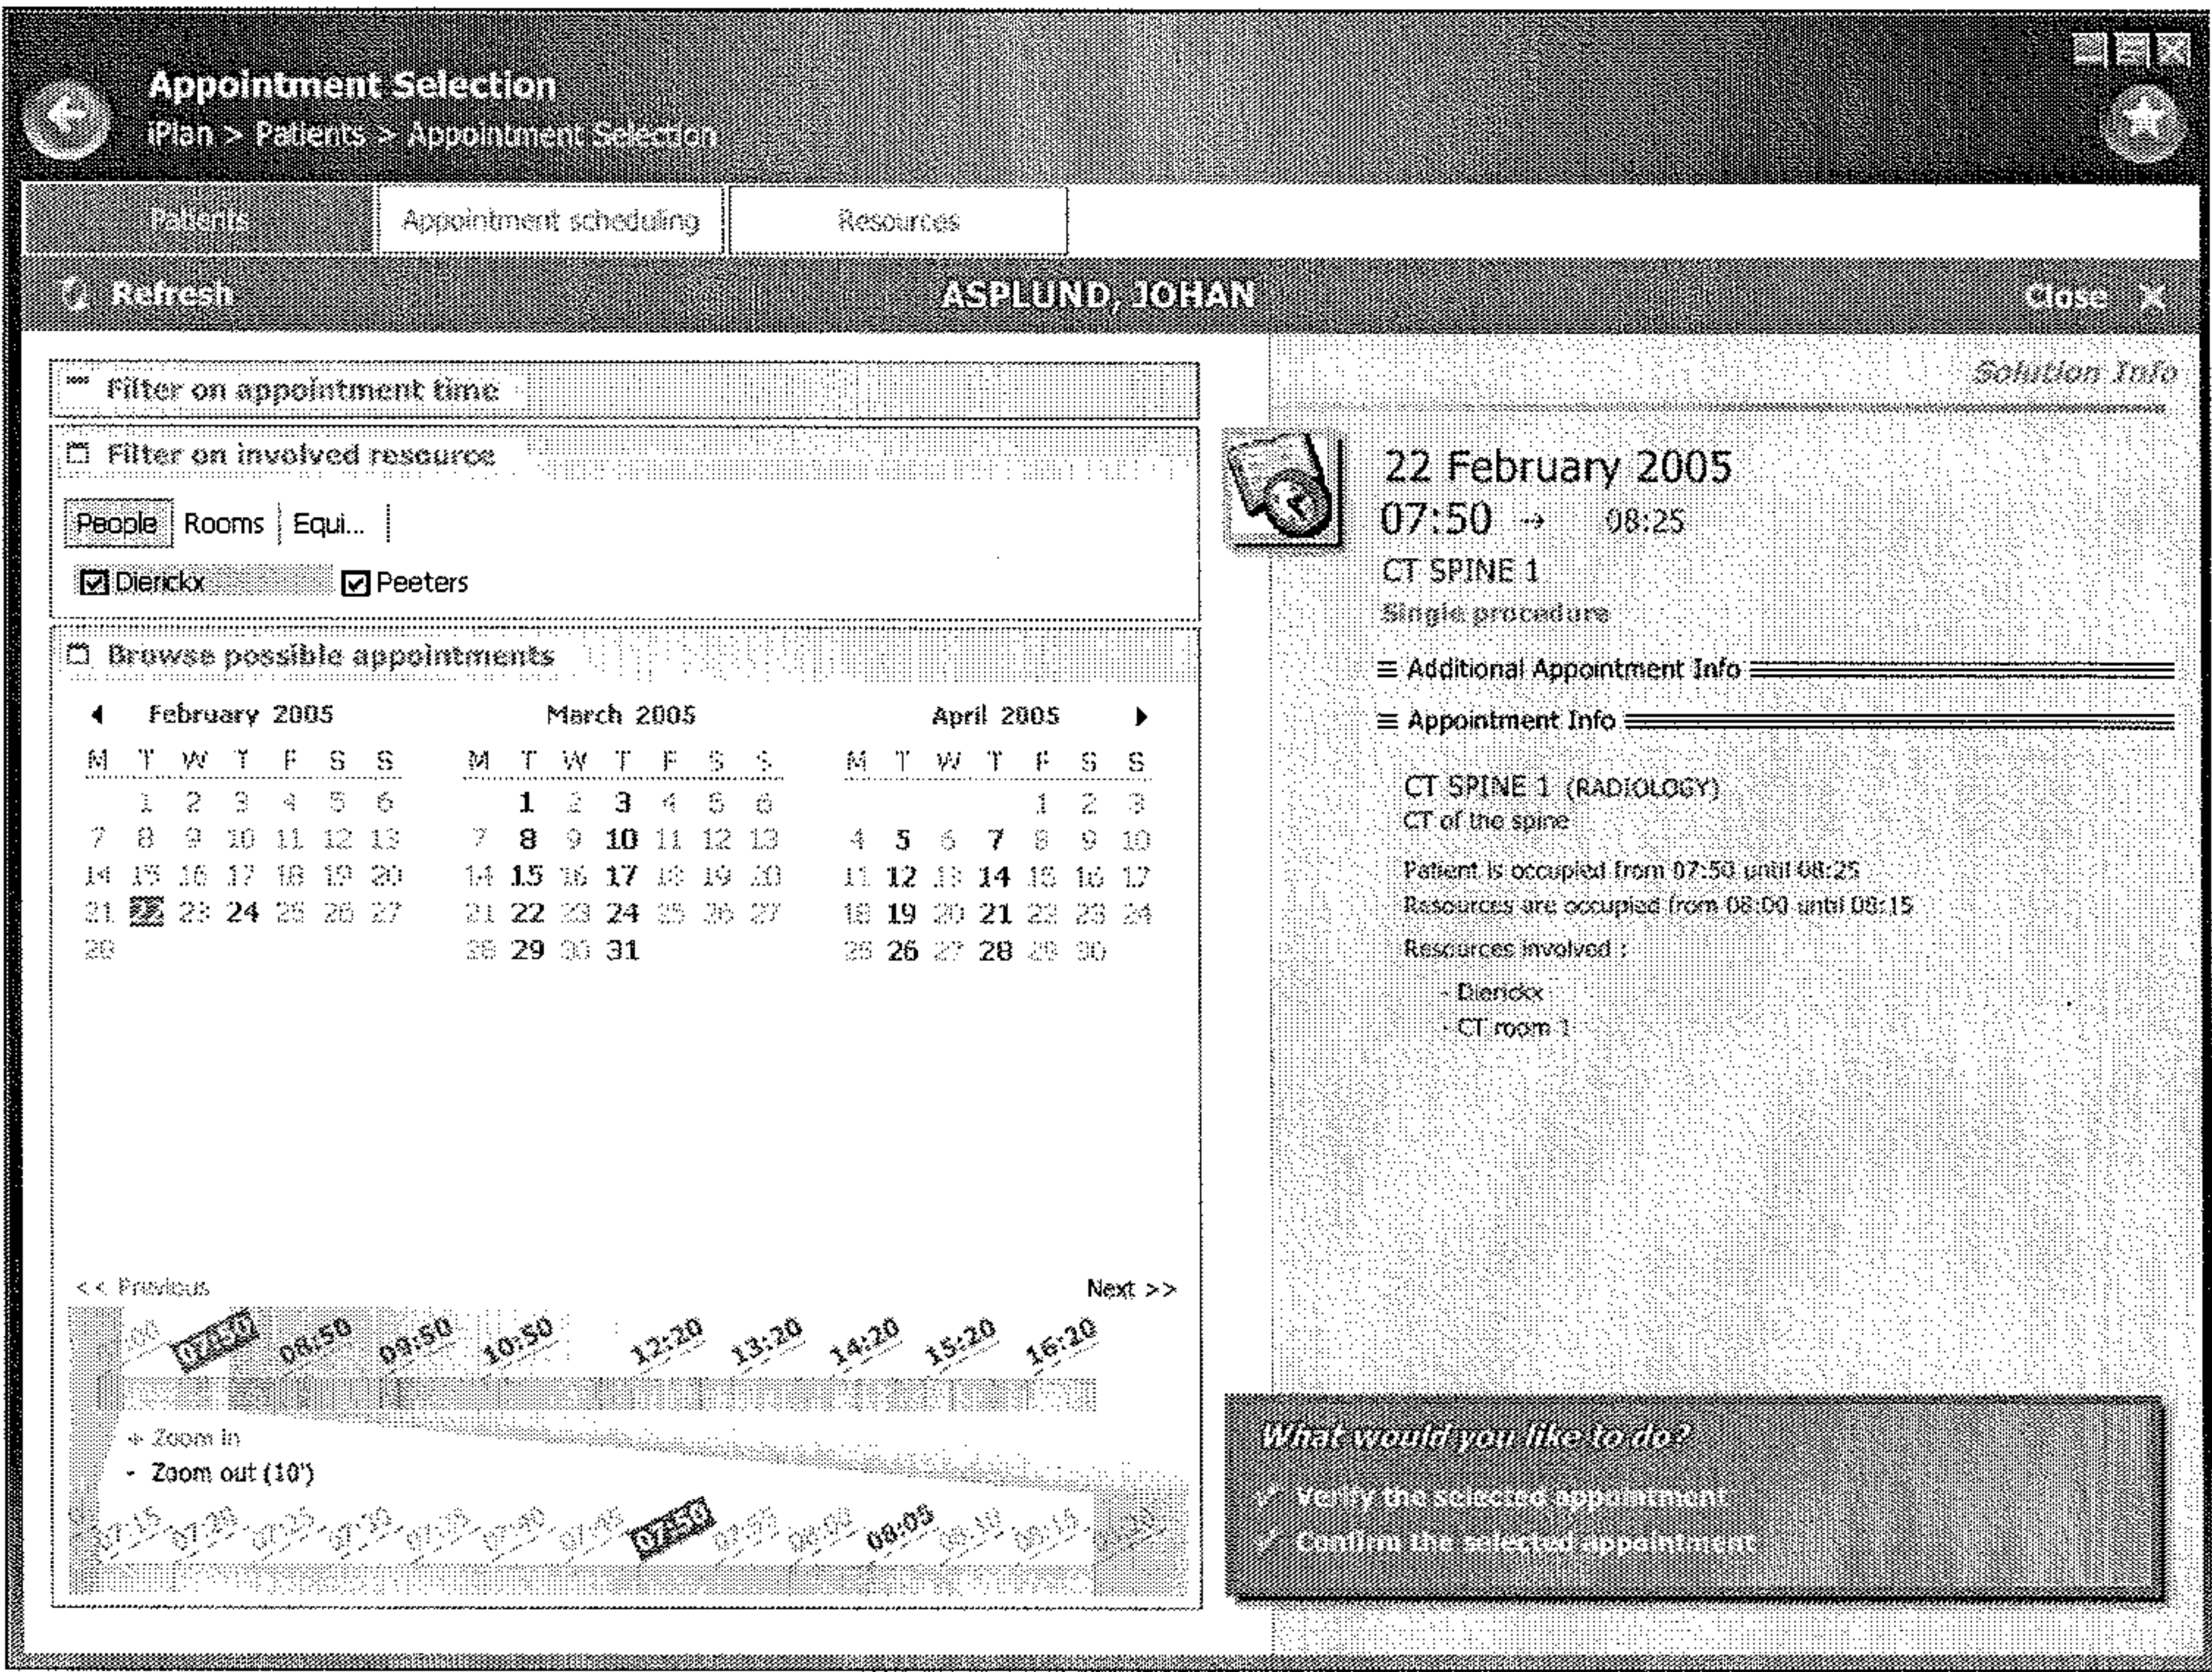 Appointment Selection
iPlan > Patients > Appointment Selection
Patients Appointment scheduling Resources
Refresh ASPLUND, JOHAN Close
Filter on appointment time
Filter on involved resource
People Rooms Equi...
Dierickx Peeters
Browse possible appointments
February 2005 March 2005 April 2005
M T W T F S S M T W T F S S M T W T F S S
1 2 3 4 5 6 1 2 3 4 5 6 1 2 3
7 8 9 10 11 12 13 7 8 9 10 11 12 13 4 5 6 7 8 9 10
14 15 16 17 18 19 20 14 15 16 17 18 19 20 11 12 13 14 15 16 17
21 22 23 24 25 26 27 21 22 23 24 25 26 27 18 19 20 21 22 23 24
28 28 29 30 31 25 26 27 28 29 30
<< Previous Next >>
:00 07:50 08:50 09:50 10:50 12:20 13:20 14:20 15:20 16:20
+ Zoom in
- Zoom out (10')
07:15 07:20 07:25 07:30 07:40 07:45 07:50 07:55 08:00 08:05 08:10 08:15
Solution Info
22 February 2005
07:50 → 08:25
CT SPINE 1
Single procedure
Additional Appointment Info
Appointment Info
CT SPINE 1 (RADIOLOGY)
CT of the spine
Patient is occupied from 07:50 until 08:25
Resources are occupied from 08:00 until 08:15
Resources involved :
- Dierickx
- CT room 1
What would you like to do?
Verify the selected appointment
Confirm the selected appointment